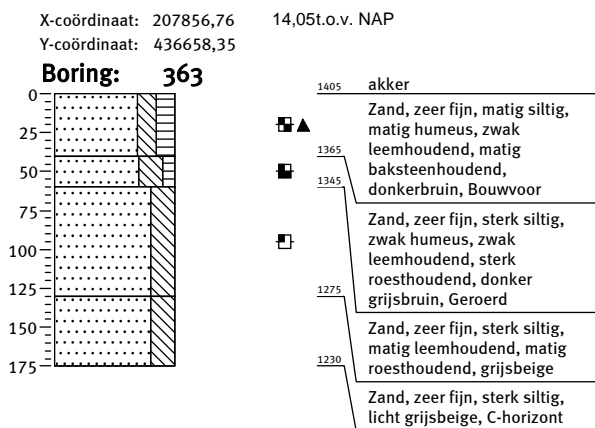 X-coördinaat: 207856,76 14,05t.o.v. NAP
Y-coördinaat: 436658,35
Boring: 363
0
25
50
75
100
125
150
175
1405 akker
Zand, zeer fijn, matig siltig,
matig humeus, zwak
leemhoudend, matig
baksteenhoudend,
donkerbruin, Bouwvoor
1365
Zand, zeer fijn, sterk siltig,
zwak humeus, zwak
leemhoudend, sterk
roesthoudend, donker
grijsbruin, Geroerd
1345
Zand, zeer fijn, sterk siltig,
matig leemhoudend, matig
roesthoudend, grijsbeige
1275
Zand, zeer fijn, sterk siltig,
licht grijsbeige, C-horizont
1230